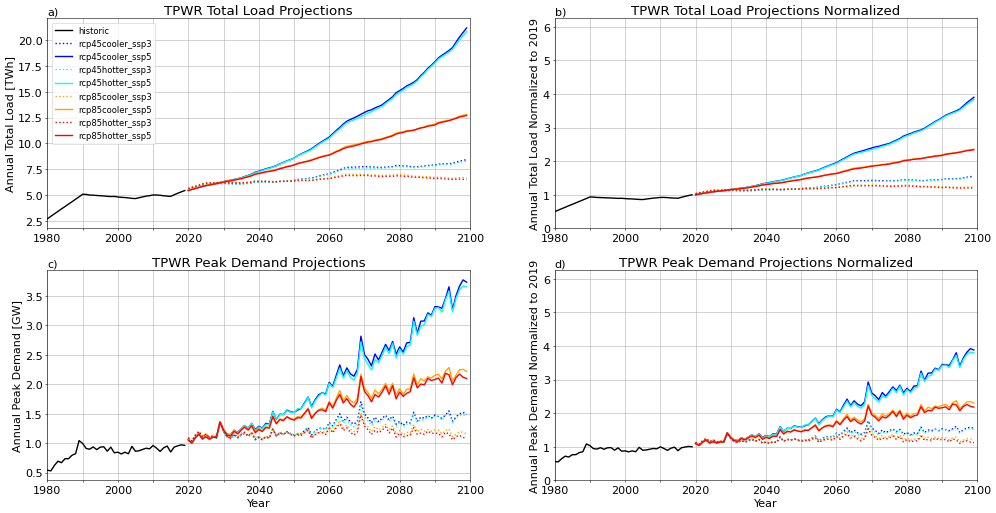 a)
TPWR Total Load Projections
Annual Total Load [TWh]
20.0
17.5
15.0
12.5
10.0
7.5
5.0
2.5
historic
rcp45cooler_ssp3
rcp45cooler_ssp5
rcp45hotter_ssp3
rcp45hotter_ssp5
rcp85cooler_ssp3
rcp85cooler_ssp5
rcp85hotter_ssp3
rcp85hotter_ssp5
1980 2000 2020 2040 2060 2080 2100
b)
TPWR Total Load Projections Normalized
Annual Total Load Normalized to 2019
6
5
4
3
2
1
0
1980 2000 2020 2040 2060 2080 2100
c)
TPWR Peak Demand Projections
Annual Peak Demand [GW]
3.5
3.0
2.5
2.0
1.5
1.0
0.5
1980 2000 2020 2040 2060 2080 2100
Year
d)
TPWR Peak Demand Projections Normalized
Annual Peak Demand Normalized to 2019
6
5
4
3
2
1
0
1980 2000 2020 2040 2060 2080 2100
Year